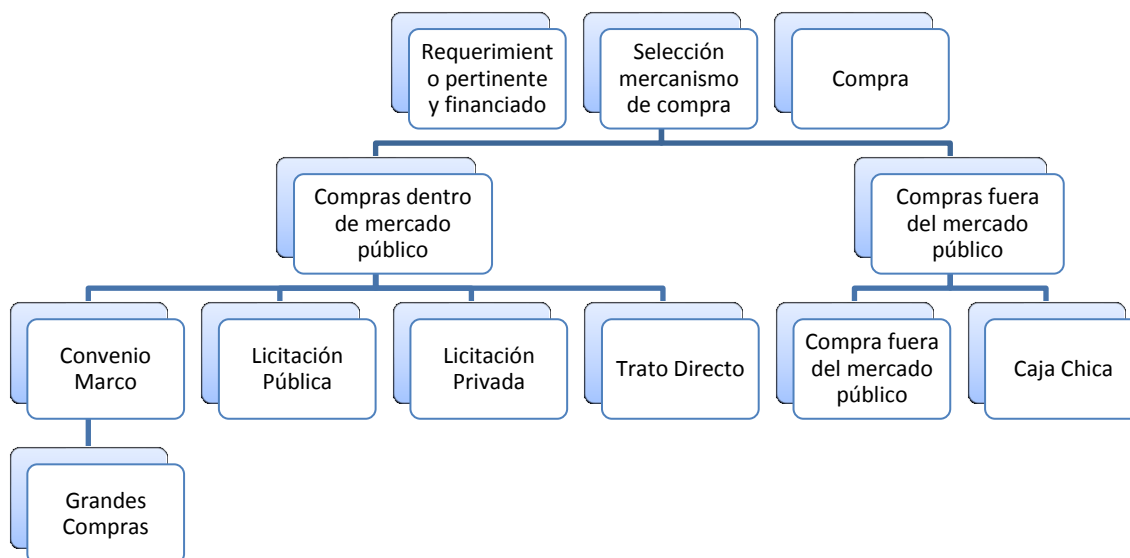 Requerimient
o pertinente
y financiado
Selección
mercanismo
de compra
Compra
Compras dentro
de mercado
público
Compras fuera
del mercado
público
Convenio
Marco
Licitación
Pública
Licitación
Privada
Trato Directo
Compra fuera
del mercado
público
Caja Chica
Grandes
Compras